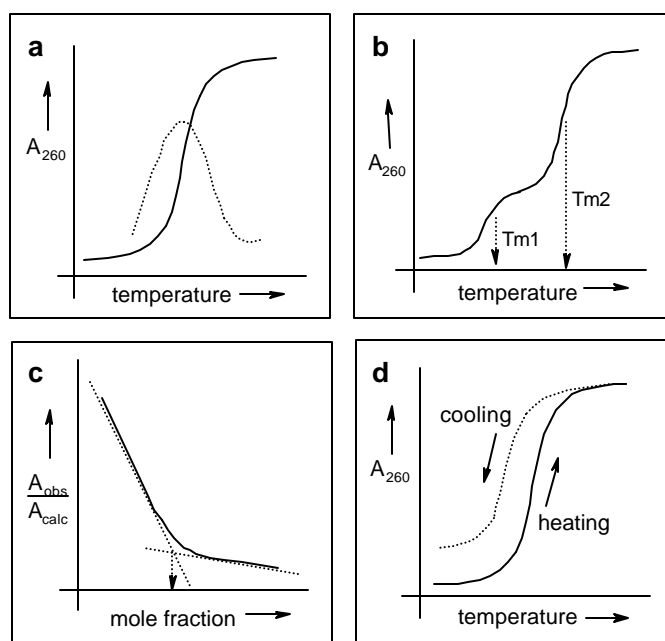 a
A260
temperature
b
A260
Tm1
Tm2
temperature
c
Aobs
Acalc
mole fraction
d
cooling
A260
heating
temperature